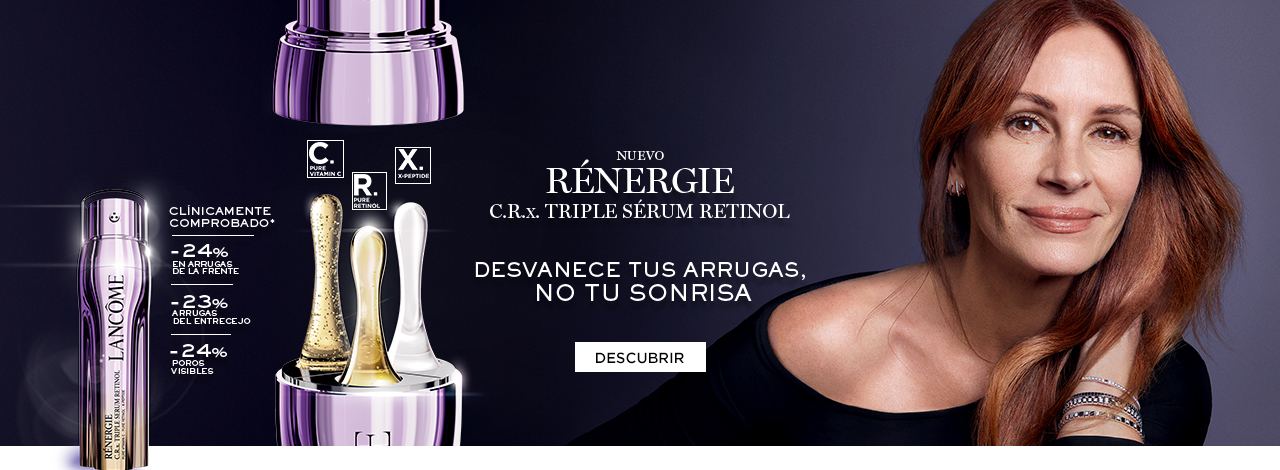 C.
PURE
VITAMIN C
R.
PURE
RETINOL
X.
X-PEPTIDE
CLÍNICAMENTE
COMPROBADO*
-24%
EN ARRUGAS
DE LA FRENTE
-23%
ARRUGAS
DEL ENTRECEJO
-24%
POROS
VISIBLES
LANCÔME
RÉNERGIE
C.R.x. TRIPLE SERUM RETINOL
NUEVO
RÉNERGIE
C.R.x. TRIPLE SÉRUM RETINOL
DESVANECE TUS ARRUGAS,
NO TU SONRISA
DESCUBRIR